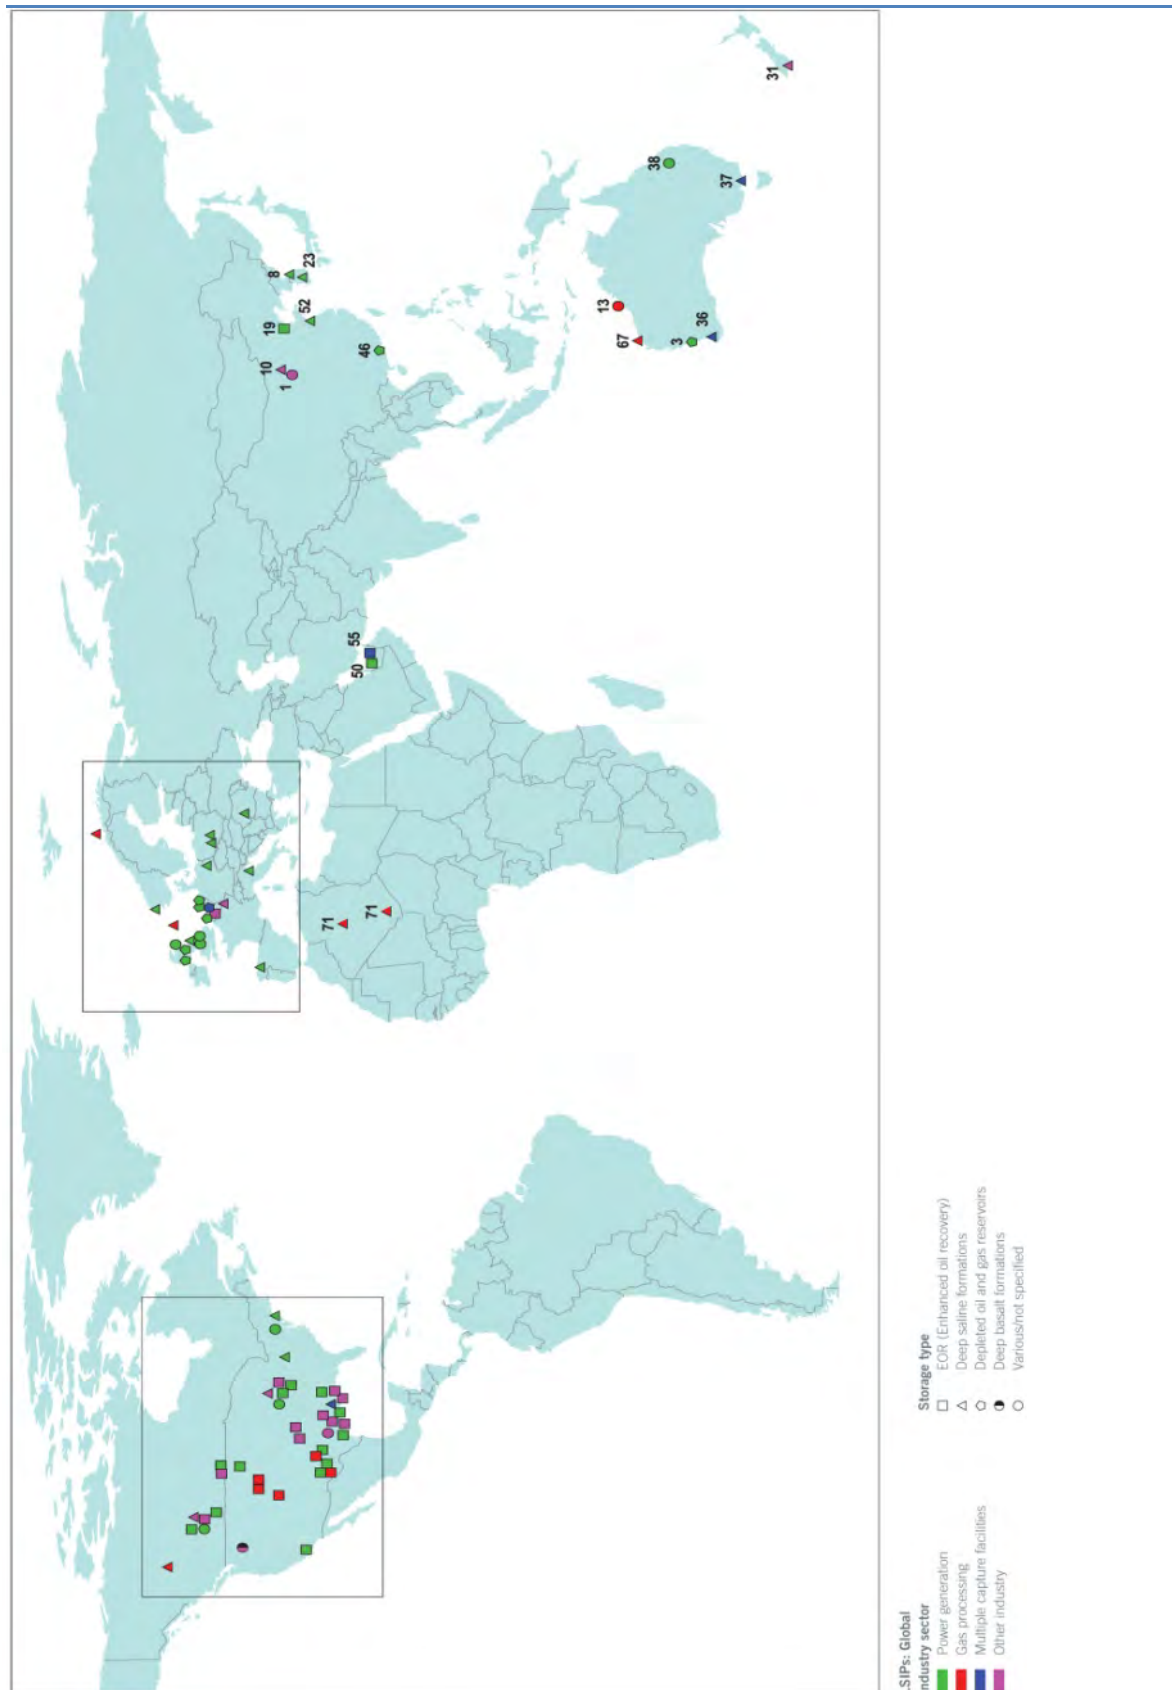 71
71
50
55
1
10
19
52
8
23
46
67
13
3
36
38
37
31
LSIPs: Global
Industry sector
Power generation
Gas processing
Multiple capture facilities
Other industry
Storage type
EOR (Enhanced oil recovery)
Deep saline formations
Depleted oil and gas reservoirs
Deep basalt formations
Various/not specified